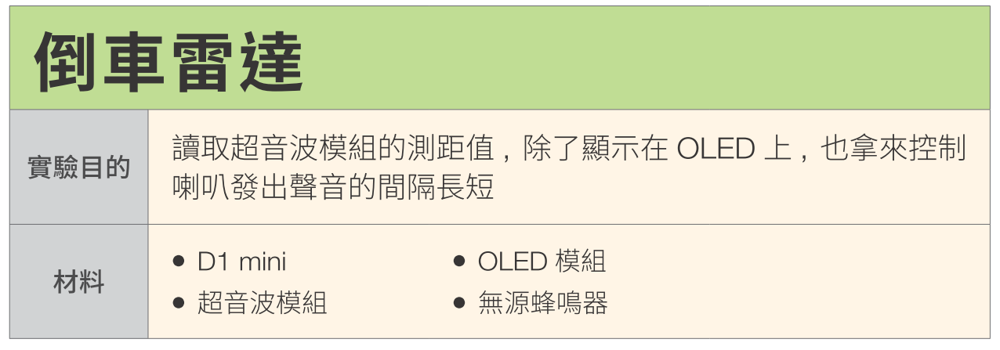 倒車雷達
實驗目的
讀取超音波模組的測距值，除了顯示在 OLED 上，也拿來控制
喇叭發出聲音的間隔長短
材料
● D1 mini
● OLED 模組
● 超音波模組
● 無源蜂鳴器